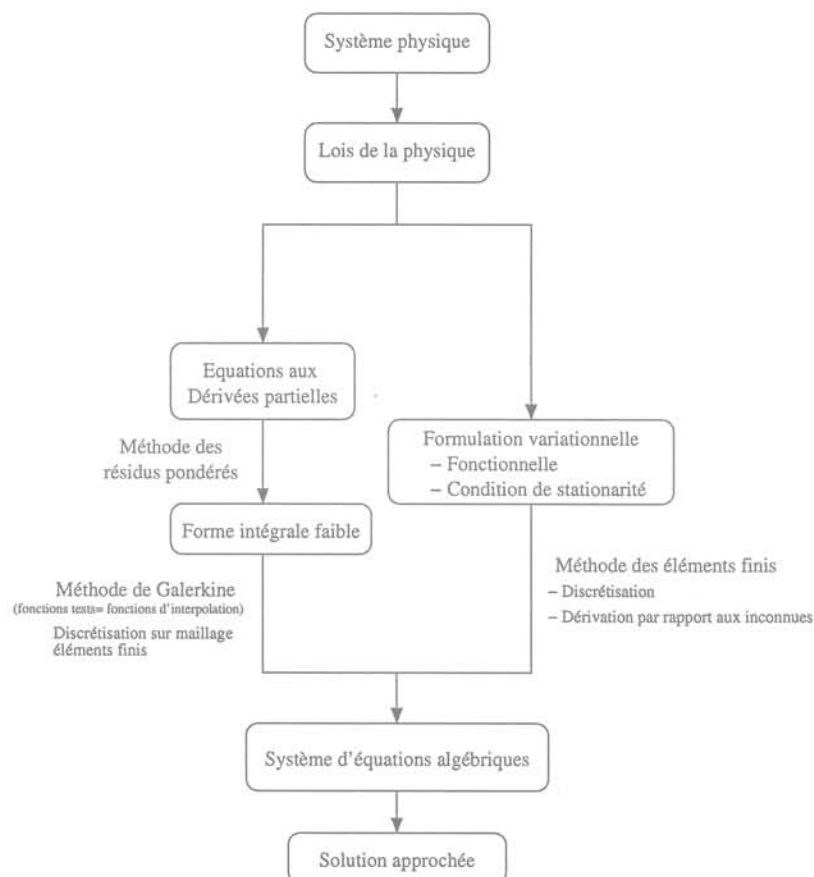 Système physique
Lois de la physique
Equations aux
Dérivées partielles
Méthode des
résidus pondérés
Forme intégrale faible
Méthode de Galerkine
(fonctions tests= fonctions d'interpolation)
Discrétisation sur maillage
éléments finis
Formulation variationnelle
– Fonctionnelle
– Condition de stationarité
Méthode des éléments finis
– Discrétisation
– Dérivation par rapport aux inconnues
Système d'équations algébriques
Solution approchée